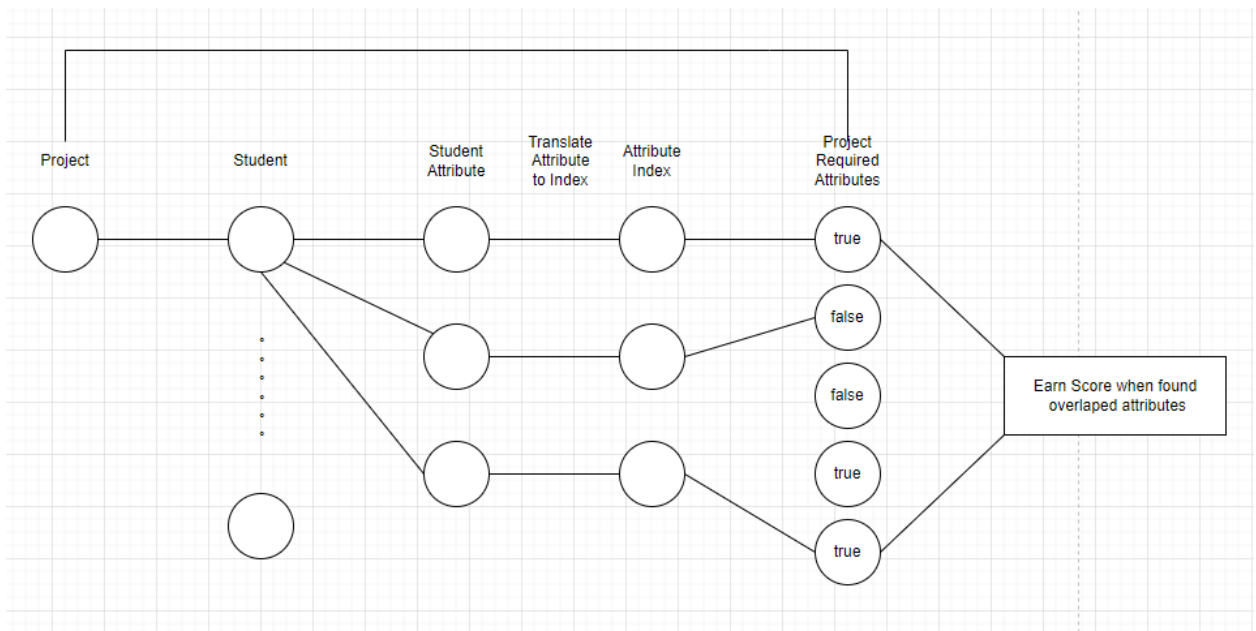 Project
Student
Student
Attribute
Translate
Attribute
to Index
Attribute
Index
Project
Required
Attributes
true
false
false
true
true
Earn Score when found
overlaped attributes